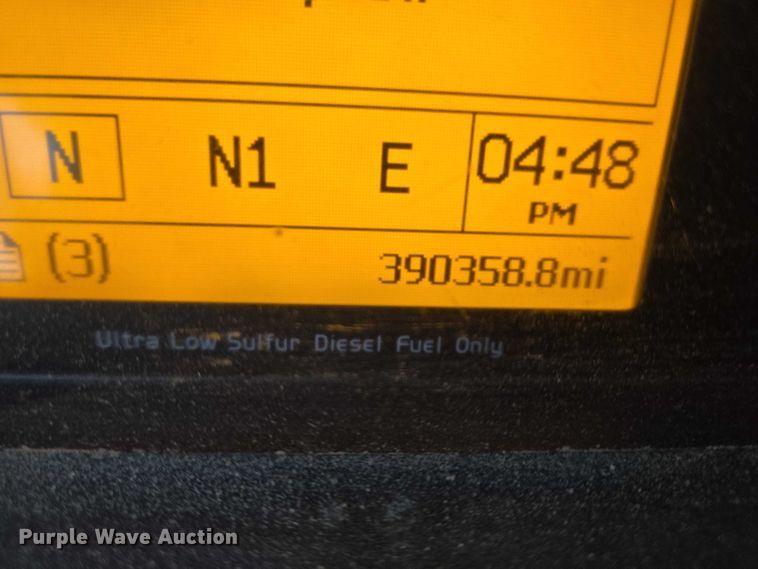 N N1 E 04:48
PM
(3) 390358.8mi
Ultra Low Sulfur Diesel Fuel Only
Purple Wave Auction